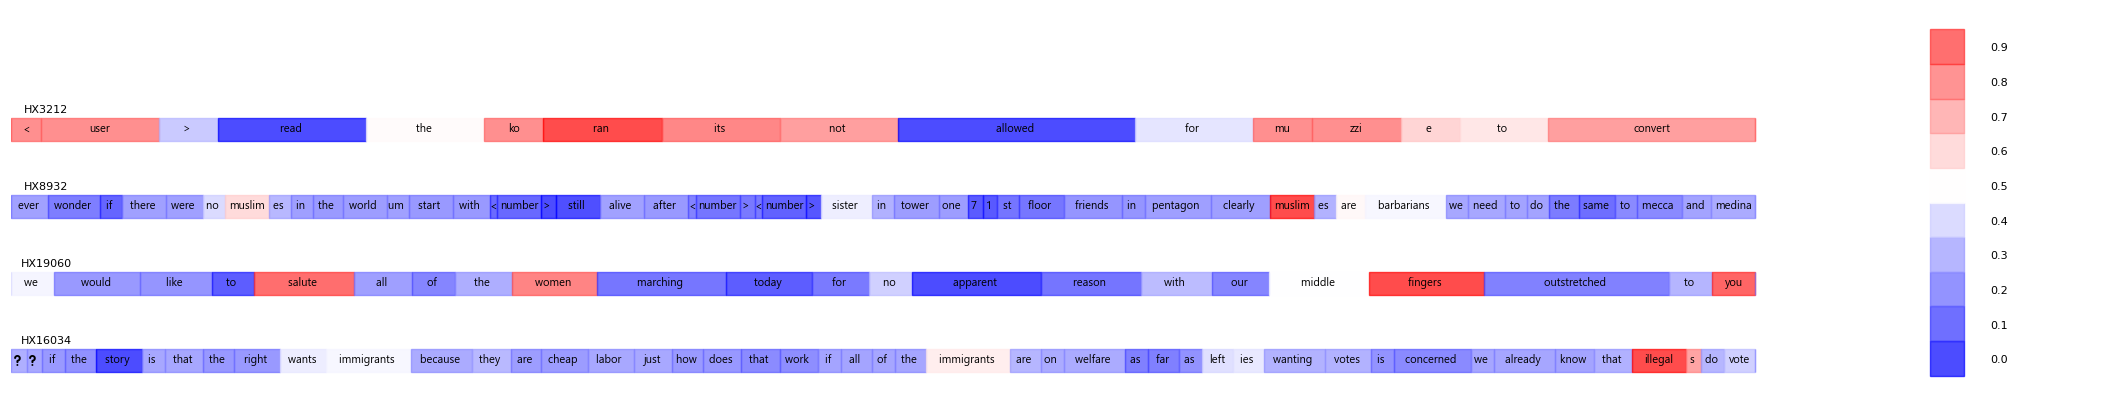 HX3212
< user > read the ko ran its not allowed for mu zzi e to convert
HX8932
ever wonder if there were no muslim es in the world um start with < number > still alive after < number > < number > sister in tower one 7 1 st floor friends in pentagon clearly muslim es are barbarians we need to do the same to mecca and medina
HX19060
we would like to salute all of the women marching today for no apparent reason with our middle fingers outstretched to you
HX16034
? ? if the story is that the right wants immigrants because they are cheap labor just how does that work if all of the immigrants are on welfare as far as left ies wanting votes is concerned we already know that illegal s do vote
0.9
0.8
0.7
0.6
0.5
0.4
0.3
0.2
0.1
0.0